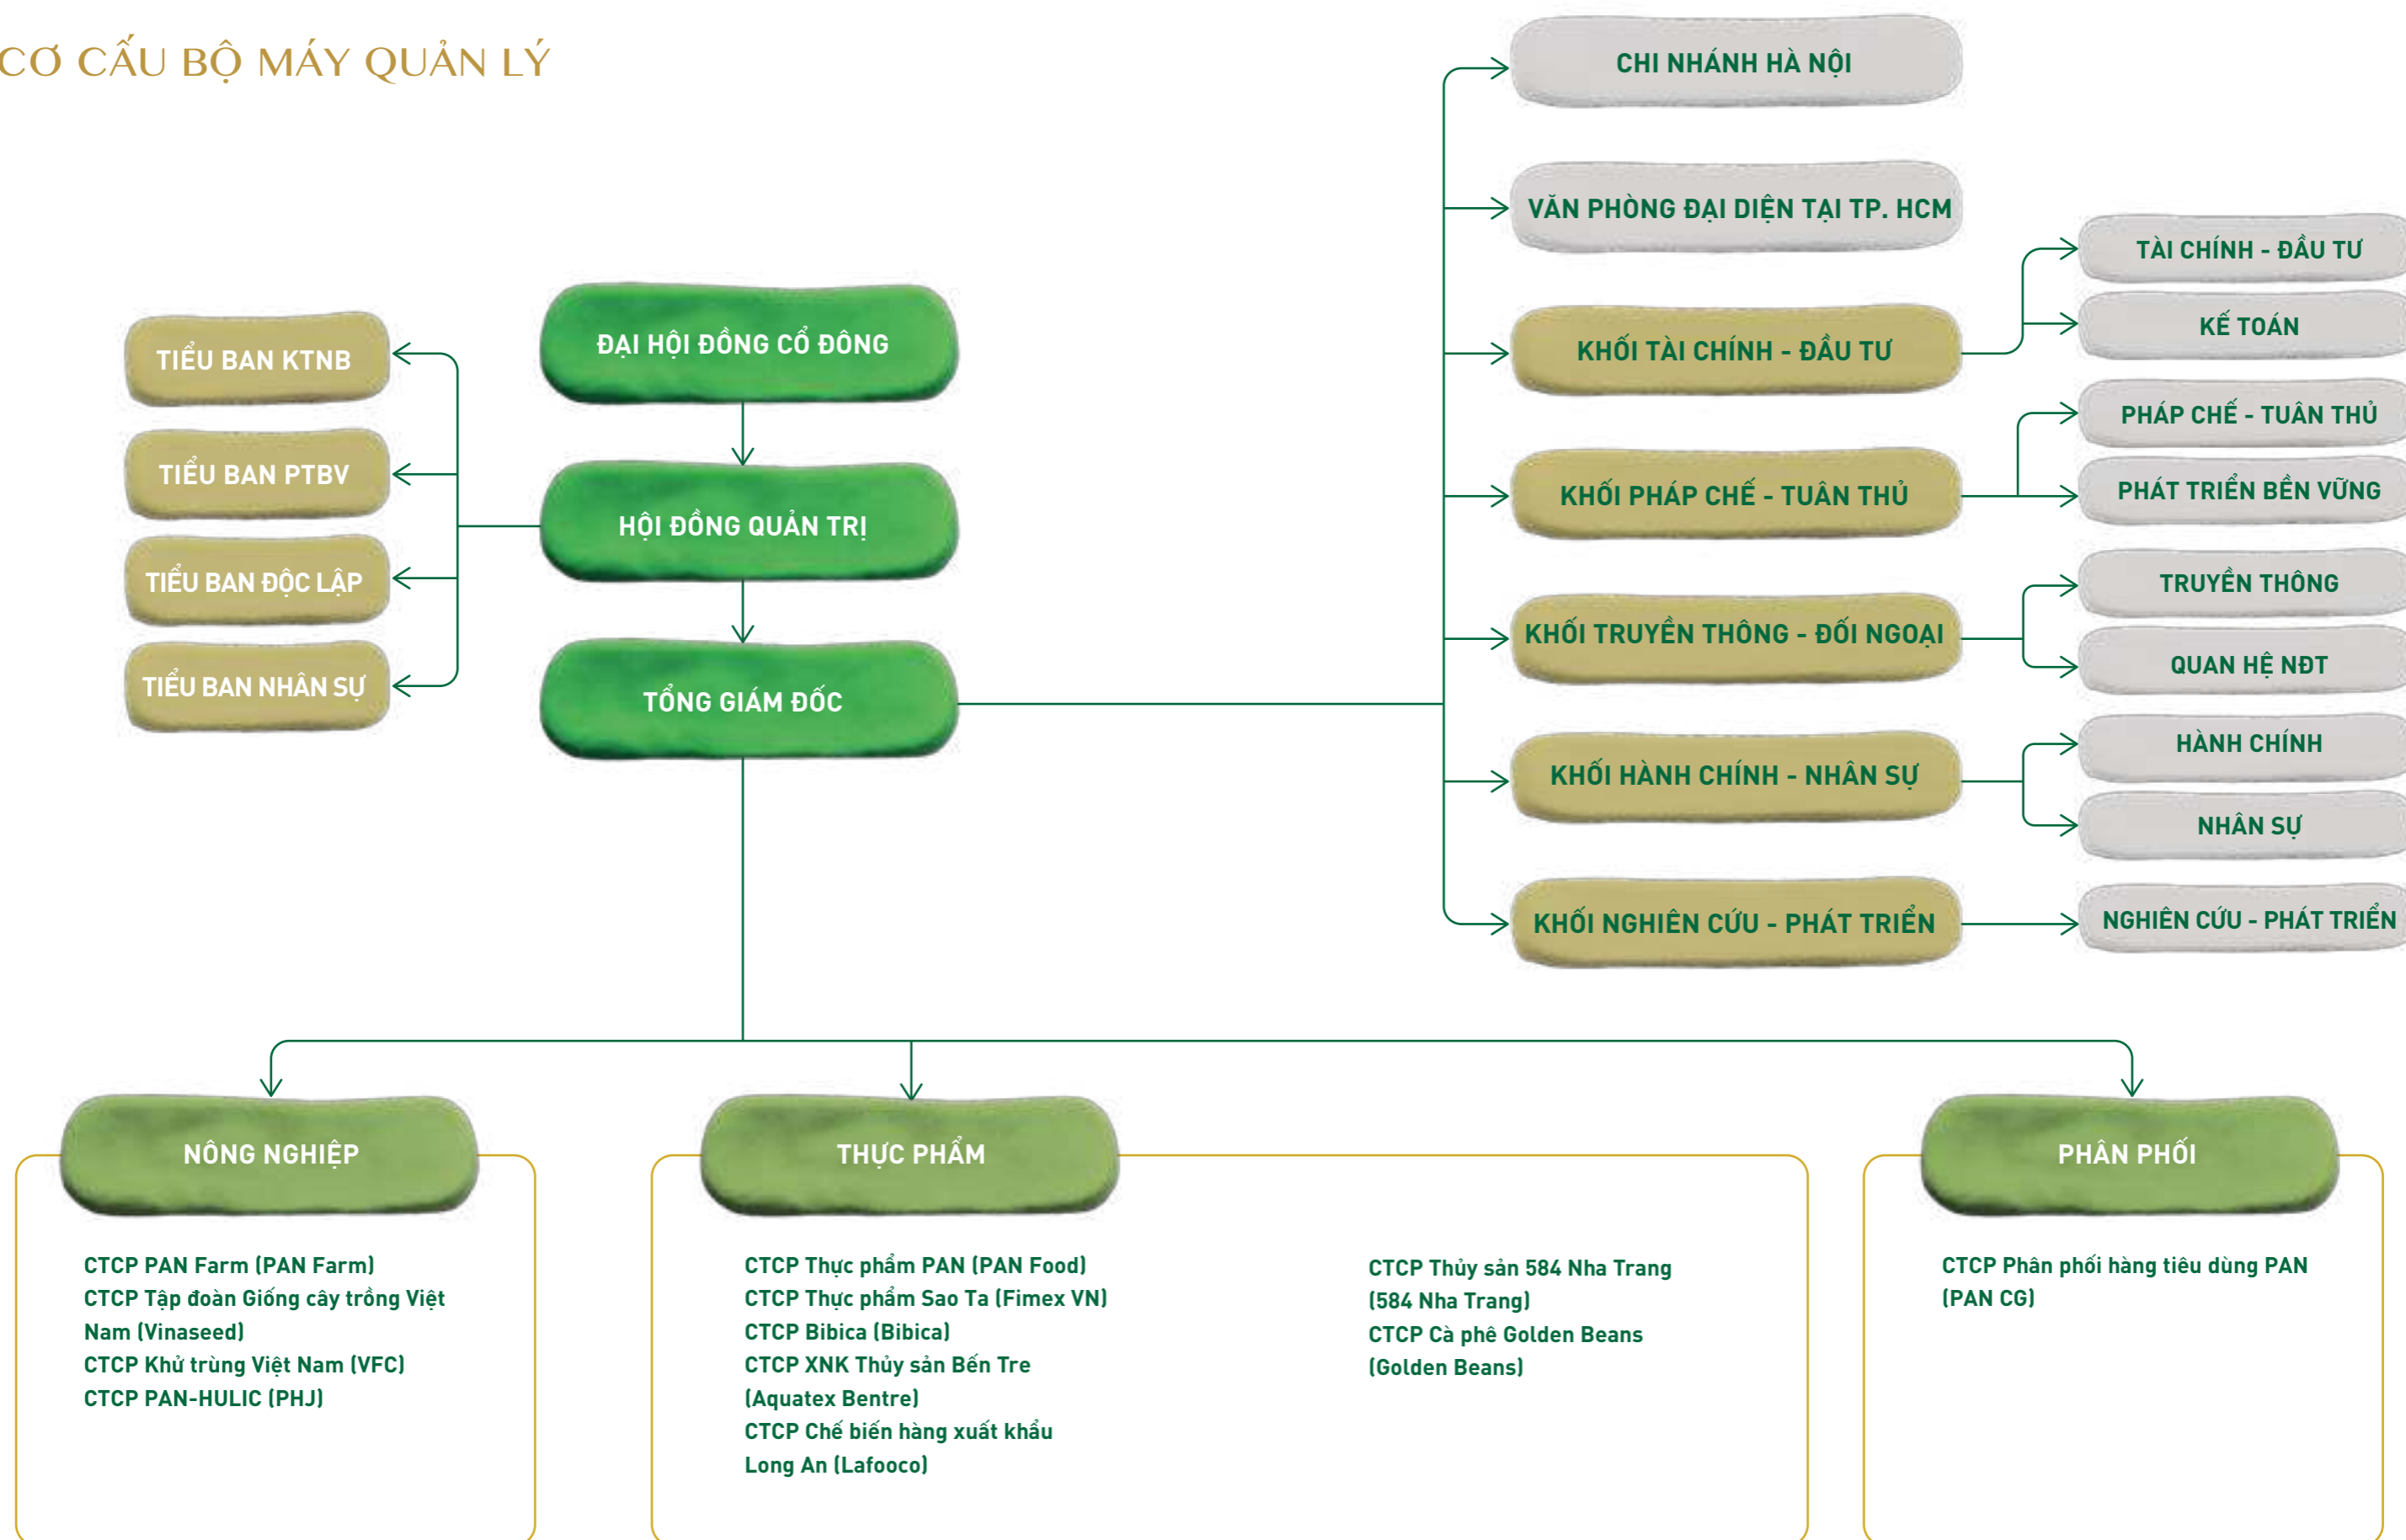 CƠ CẤU BỘ MÁY QUẢN LÝ
TIỂU BAN KTNB
TIỂU BAN PTBV
TIỂU BAN ĐỘC LẬP
TIỂU BAN NHÂN SỰ
ĐẠI HỘI ĐỒNG CỔ ĐÔNG
HỘI ĐỒNG QUẢN TRỊ
TỔNG GIÁM ĐỐC
CHI NHÁNH HÀ NỘI
VĂN PHÒNG ĐẠI DIỆN TẠI TP. HCM
KHỐI TÀI CHÍNH - ĐẦU TƯ
KHỐI PHÁP CHẾ - TUÂN THỦ
KHỐI TRUYỀN THÔNG - ĐỐI NGOẠI
KHỐI HÀNH CHÍNH - NHÂN SỰ
KHỐI NGHIÊN CỨU - PHÁT TRIỂN
TÀI CHÍNH - ĐẦU TƯ
KẾ TOÁN
PHÁP CHẾ - TUÂN THỦ
PHÁT TRIỂN BỀN VỮNG
TRUYỀN THÔNG
QUAN HỆ NĐT
HÀNH CHÍNH
NHÂN SỰ
NGHIÊN CỨU - PHÁT TRIỂN
NÔNG NGHIỆP
CTCP PAN Farm (PAN Farm)
CTCP Tập đoàn Giống cây trồng Việt
Nam (Vinaseed)
CTCP Khử trùng Việt Nam (VFC)
CTCP PAN-HULIC (PHJ)
THỰC PHẨM
CTCP Thực phẩm PAN (PAN Food)
CTCP Thực phẩm Sao Ta (Fimex VN)
CTCP Bibica (Bibica)
CTCP XNK Thủy sản Bến Tre
(Aquatex Bentre)
CTCP Chế biến hàng xuất khẩu
Long An (Lafooco)
CTCP Thủy sản 584 Nha Trang
(584 Nha Trang)
CTCP Cà phê Golden Beans
(Golden Beans)
PHÂN PHỐI
CTCP Phân phối hàng tiêu dùng PAN
(PAN CG)